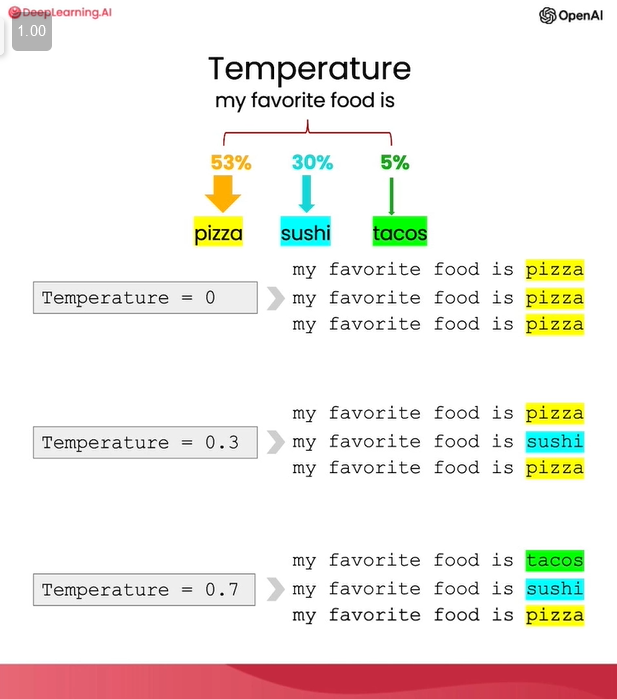 DeepLearning.AI
OpenAI
1.00
Temperature
my favorite food is
53% 30% 5%
pizza sushi tacos
my favorite food is pizza
Temperature = 0 my favorite food is pizza
my favorite food is pizza
my favorite food is pizza
Temperature = 0.3 my favorite food is sushi
my favorite food is pizza
my favorite food is tacos
Temperature = 0.7 my favorite food is sushi
my favorite food is pizza